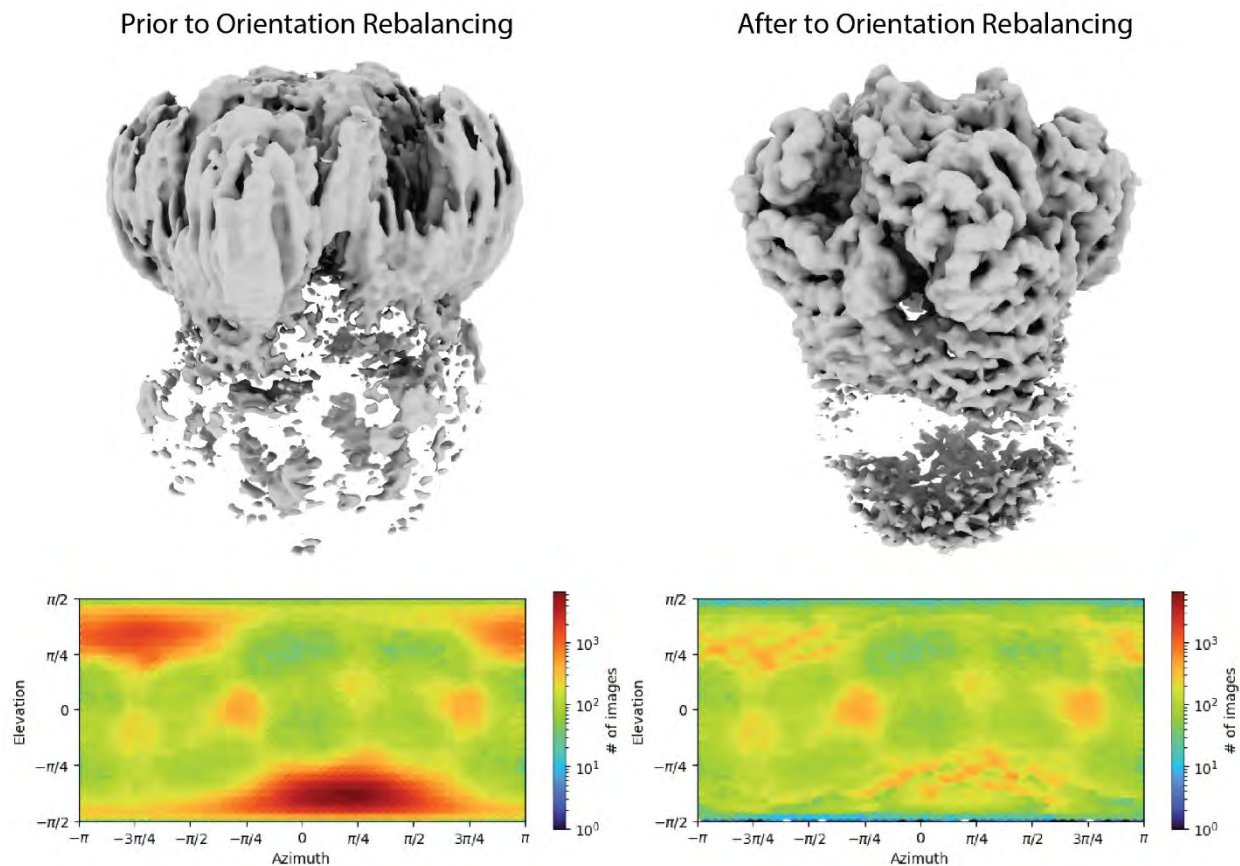 Prior to Orientation Rebalancing
After to Orientation Rebalancing
π/2
π/4
0
−π/4
−π/2
Elevation
−π
−3π/4
−π/2
−π/4
0
π/4
π/2
3π/4
π
Azimuth
10³
10²
10¹
10⁰
# of images
π/2
π/4
0
−π/4
−π/2
Elevation
−π
−3π/4
−π/2
−π/4
0
π/4
π/2
3π/4
π
Azimuth
10³
10²
10¹
10⁰
# of images